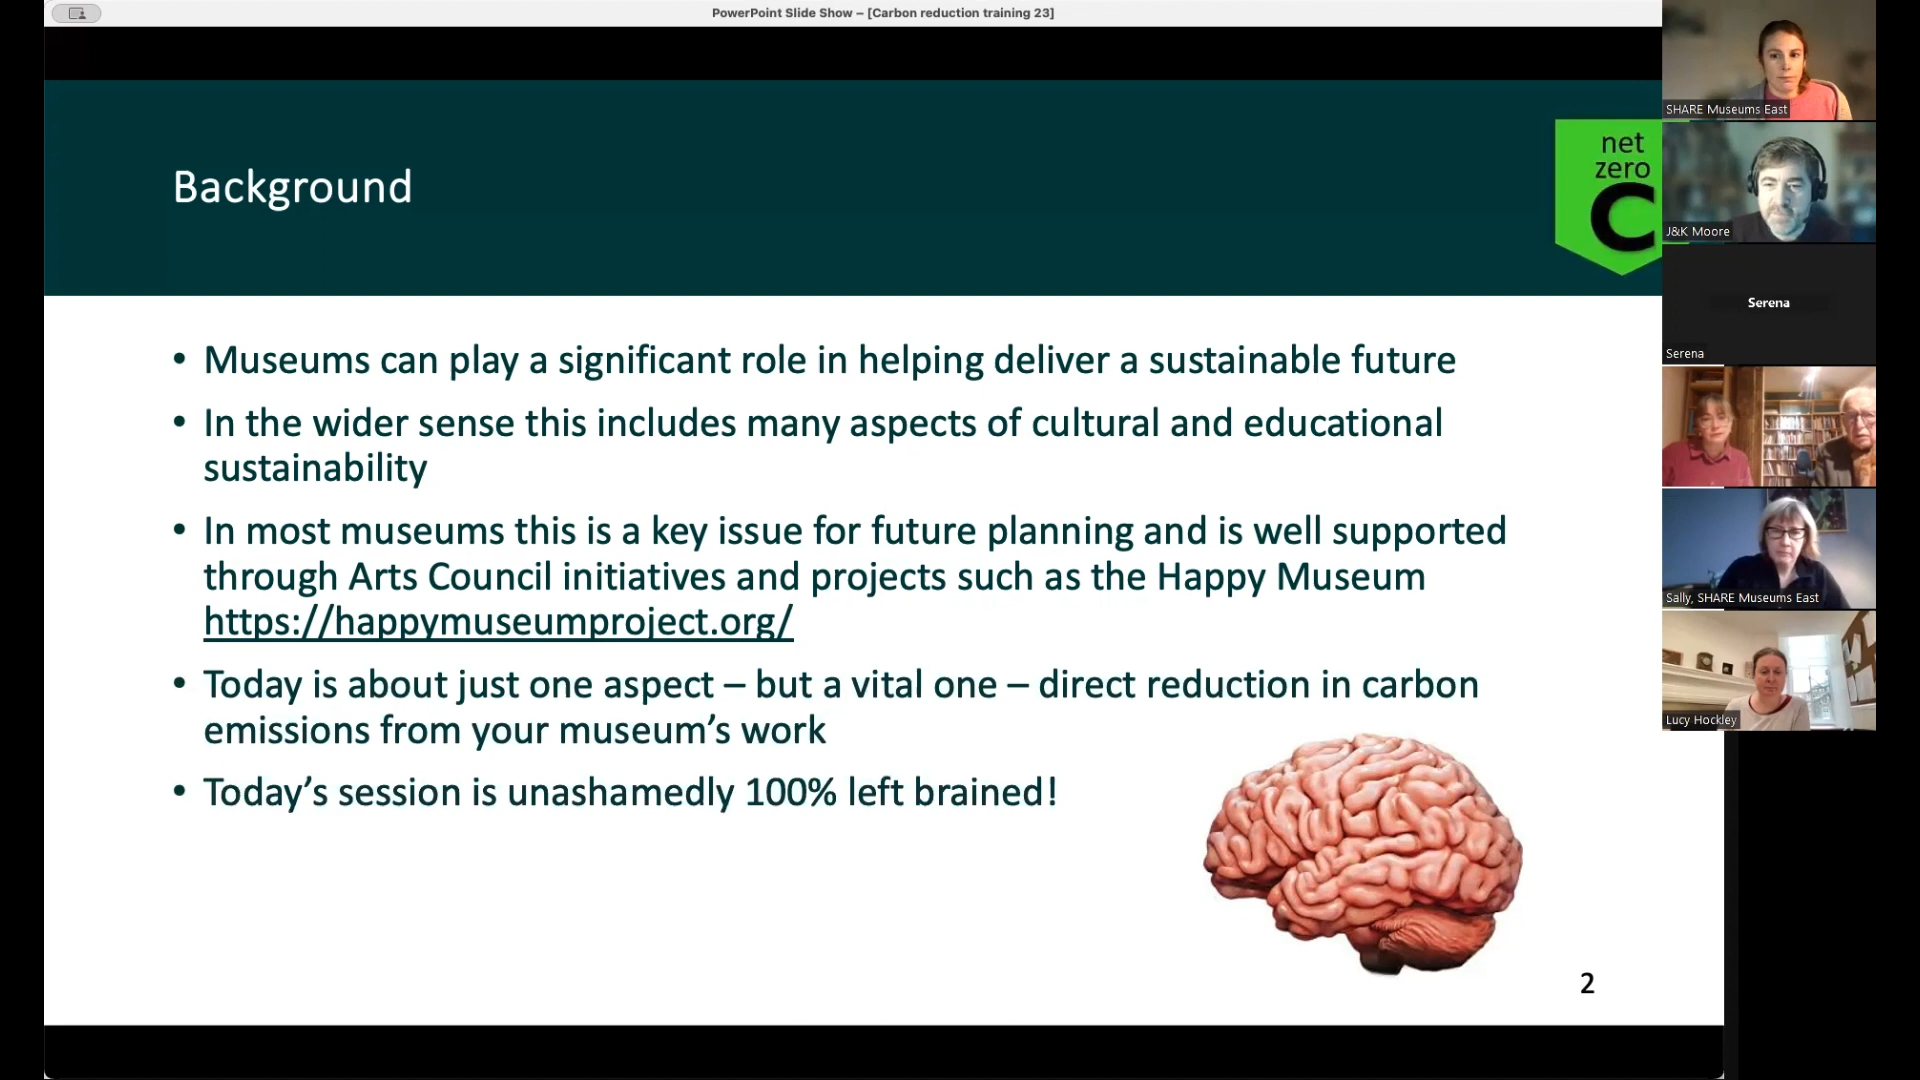 PowerPoint Slide Show – [Carbon reduction training 23]
Background
net
zero
C
• Museums can play a significant role in helping deliver a sustainable future
• In the wider sense this includes many aspects of cultural and educational
sustainability
• In most museums this is a key issue for future planning and is well supported
through Arts Council initiatives and projects such as the Happy Museum
https://happymuseumproject.org/
• Today is about just one aspect – but a vital one – direct reduction in carbon
emissions from your museum’s work
• Today’s session is unashamedly 100% left brained!
2
SHARE Museums East
J&K Moore
Serena
Serena
Sally, SHARE Museums East
Lucy Hockley